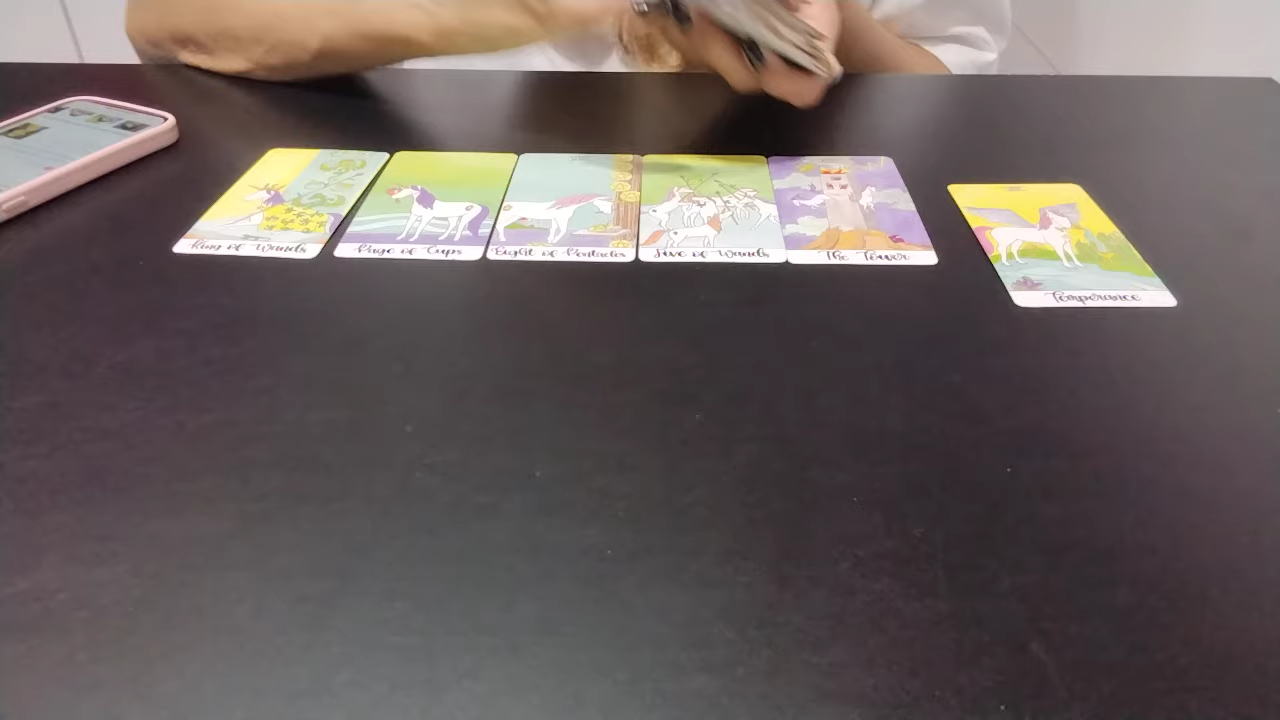 King of Wands
Page of Cups
Eight of Pentacles
Five of Wands
The Tower
Temperance